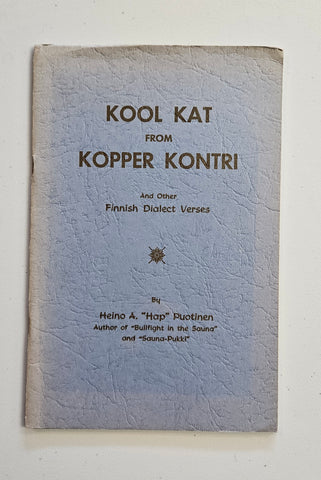 KOOL KAT
FROM
KOPPER KONTRI
And Other
Finnish Dialect Verses
By
Heino A. "Hap" Puotinen
Author of "Bullfight in the Sauna"
and "Sauna-Pukki"